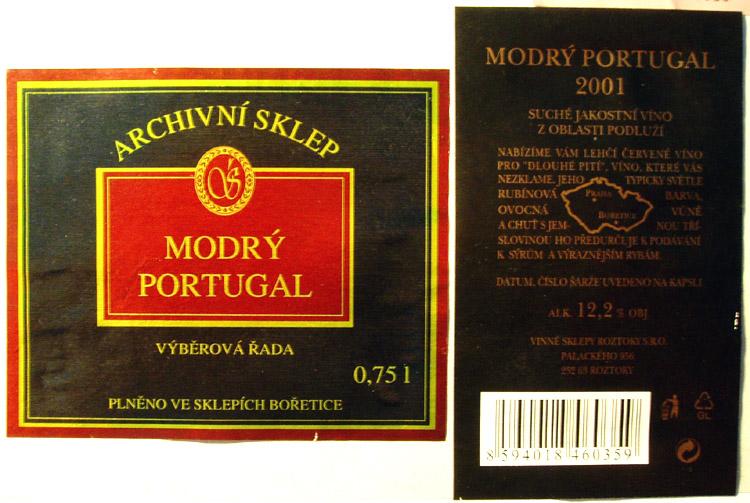 ARCHIVNÍ SKLEP
VŠ
MODRÝ
PORTUGAL
VÝBĚROVÁ ŘADA
0,75 l
PLNĚNO VE SKLEPÍCH BOŘETICE
MODRÝ PORTUGAL
2001
SUCHÉ JAKOSTNÍ VÍNO
Z OBLASTI PODLUŽÍ
NABÍZÍME VÁM LEHČÍ ČERVENÉ VÍNO
PRO "DLOUHÉ PITÍ", VÍNO, KTERÉ VÁS
NEZKLAME. JEHO TYPICKY SVĚTLE
RUBÍNOVÁ PRAHA BARVA,
OVOCNÁ BOŘETICE VŮNĚ
A CHUŤ S JEM- NOU TŘÍ-
SLOVINOU HO PŘEDURČUJE K PODÁVÁNÍ
K SÝRŮM A VÝRAZNĚJŠÍM RYBÁM.
DATUM, ČÍSLO ŠARŽE UVEDENO NA KAPSLI
ALK. 12,2 % OBJ
VINNÉ SKLEPY ROZTOKY S.R.O.
PALACKÉHO 956
252 63 ROZTOKY
8 594018 460359
GL